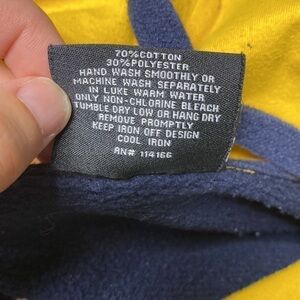 70%COTTON
30%POLYESTER
HAND WASH SMOOTHLY OR
MACHINE WASH SEPARATELY
IN LUKE WARM WATER
ONLY NON-CHLORINE BLEACH
TUMBLE DRY LOW OR HANG DRY
REMOVE PROMPTLY
KEEP IRON OFF DESIGN
COOL IRON
RN# 114166